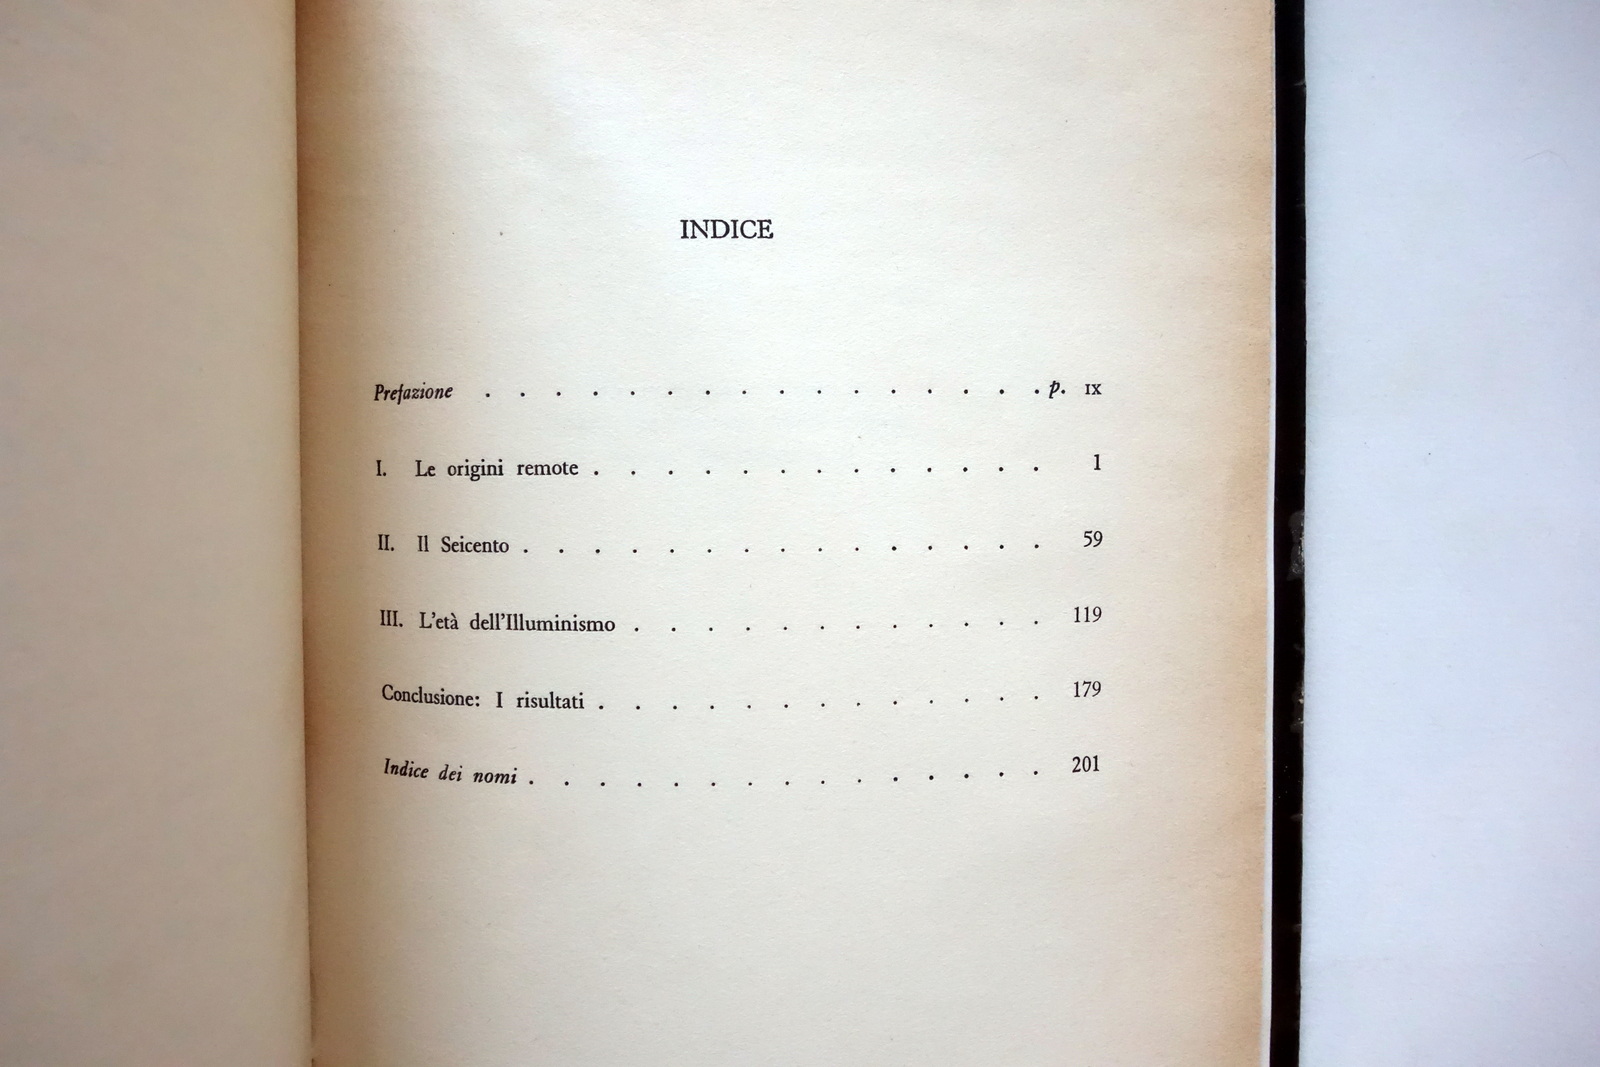 INDICE
Prefazione . . . . . . . . . . . . . . . . p. IX
I. Le origini remote . . . . . . . . . . . . . 1
II. Il Seicento . . . . . . . . . . . . . . . 59
III. L'età dell'Illuminismo . . . . . . . . . . . . 119
Conclusione: I risultati . . . . . . . . . . . . . 179
Indice dei nomi . . . . . . . . . . . . . . . 201